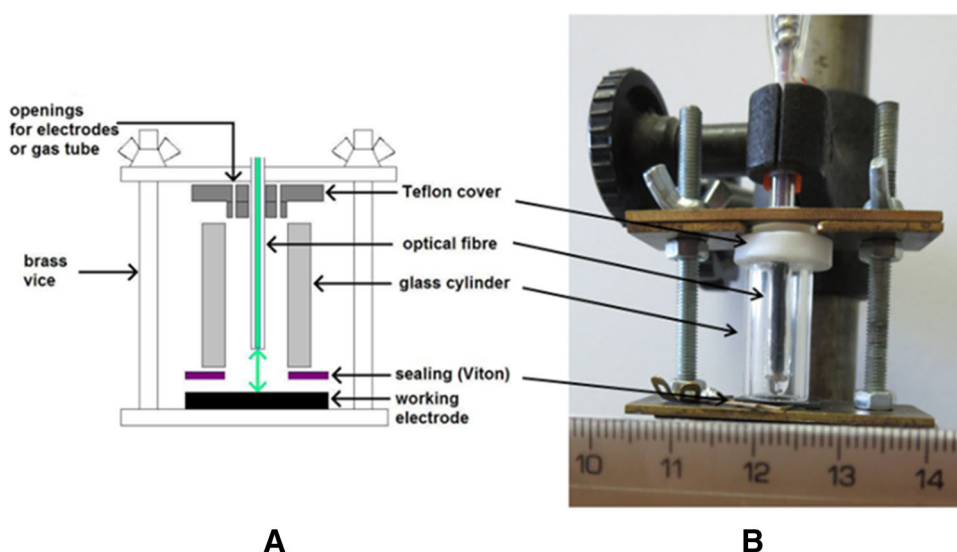 openings
for electrodes
or gas tube
Teflon cover
optical fibre
brass
vice
glass cylinder
sealing (Viton)
working
electrode
10 11 12 13 14
A
B